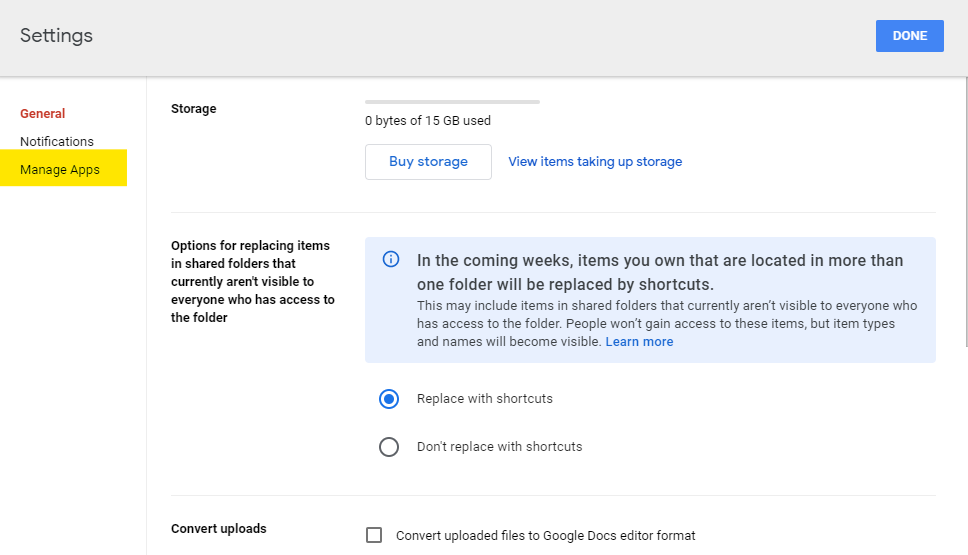 Settings
DONE
General
Notifications
Manage Apps
Storage
0 bytes of 15 GB used
Buy storage
View items taking up storage
Options for replacing items
in shared folders that
currently aren't visible to
everyone who has access to
the folder
In the coming weeks, items you own that are located in more than
one folder will be replaced by shortcuts.
This may include items in shared folders that currently aren't visible to everyone who
has access to the folder. People won't gain access to these items, but item types
and names will become visible. Learn more
Replace with shortcuts
Don't replace with shortcuts
Convert uploads
Convert uploaded files to Google Docs editor format